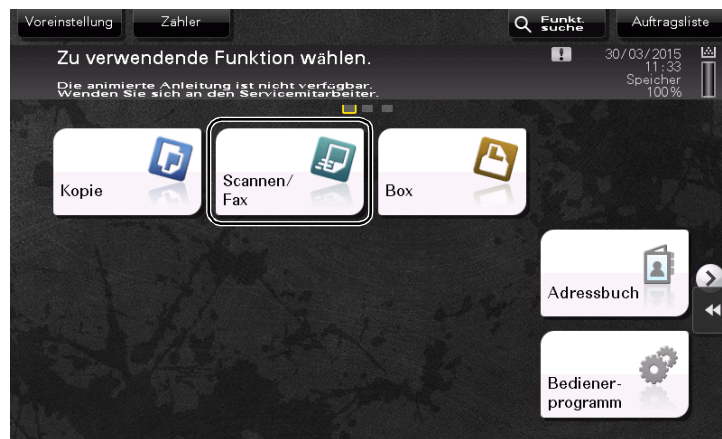 Voreinstellung
Zähler
Funkt.
suche
Auftragsliste
Zu verwendende Funktion wählen.
Die animierte Anleitung ist nicht verfügbar.
Wenden Sie sich an den Servicemitarbeiter.
30/03/2015
11:33
Speicher
100%
Kopie
Scannen/
Fax
Box
Adressbuch
Bediener-
programm